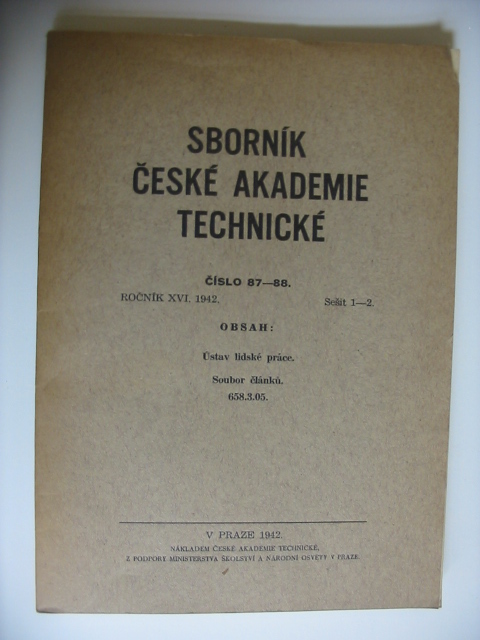 SBORNÍK
ČESKÉ AKADEMIE
TECHNICKÉ
ČÍSLO 87—88.
ROČNÍK XVI. 1942. Sešit 1—2.
OBSAH:
Ústav lidské práce.
Soubor článků.
658.3.05.
V PRAZE 1942.
NÁKLADEM ČESKÉ AKADEMIE TECHNICKÉ,
Z PODPORY MINISTERSTVA ŠKOLSTVÍ A NÁRODNÍ OSVĚTY V PRAZE.